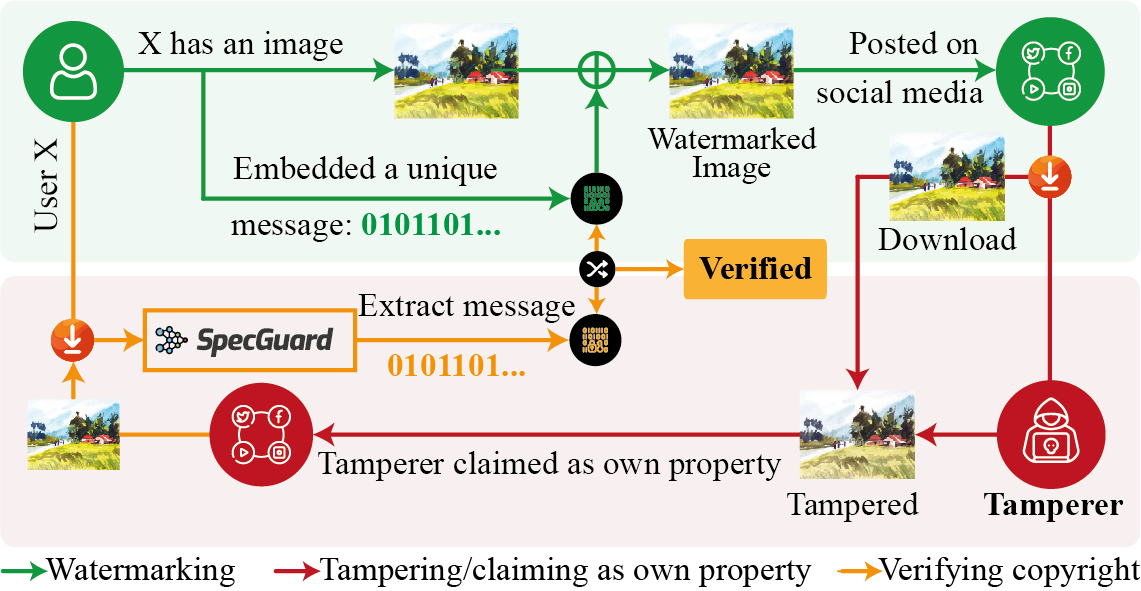 X has an image
Posted on
social media
Watermarked
Image
User X
Embedded a unique
message: 0101101...
Download
Verified
Extract message
SpecGuard
0101101...
Tamperer claimed as own property
Tampered
Tamperer
Watermarking
Tampering/claiming as own property
Verifying copyright